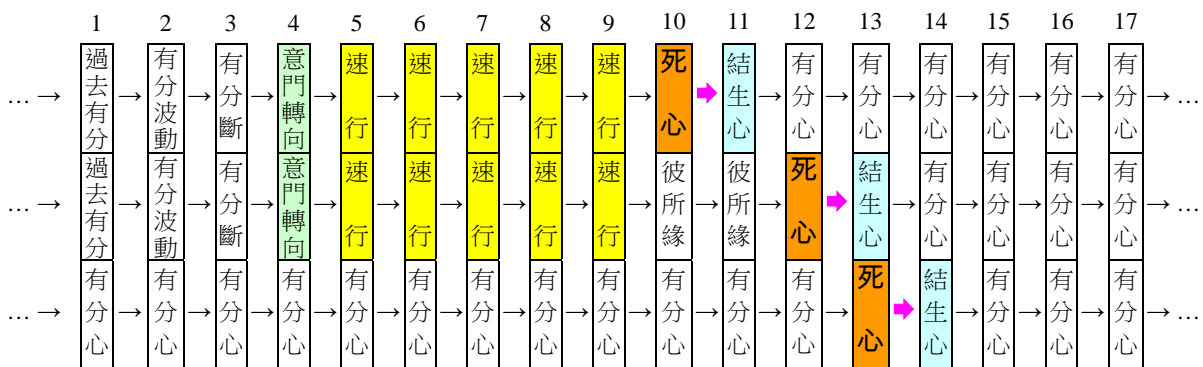 1 2 3 4 5 6 7 8 9 10 11 12 13 14 15 16 17
… → 過去有分 → 有分波動 → 有分斷 → 意門轉向 → 速行 → 速行 → 速行 → 速行 → 速行 → 死心 → 結生心 → 有分心 → 有分心 → 有分心 → 有分心 → 有分心 → 有分心 → …
… → 過去有分 → 有分波動 → 有分斷 → 意門轉向 → 速行 → 速行 → 速行 → 速行 → 速行 → 彼所緣 → 彼所緣 → 死心 → 結生心 → 有分心 → 有分心 → 有分心 → 有分心 → …
… → 有分心 → 有分心 → 有分心 → 有分心 → 有分心 → 有分心 → 有分心 → 有分心 → 有分心 → 有分心 → 有分心 → 有分心 → 死心 → 結生心 → 有分心 → 有分心 → 有分心 → …